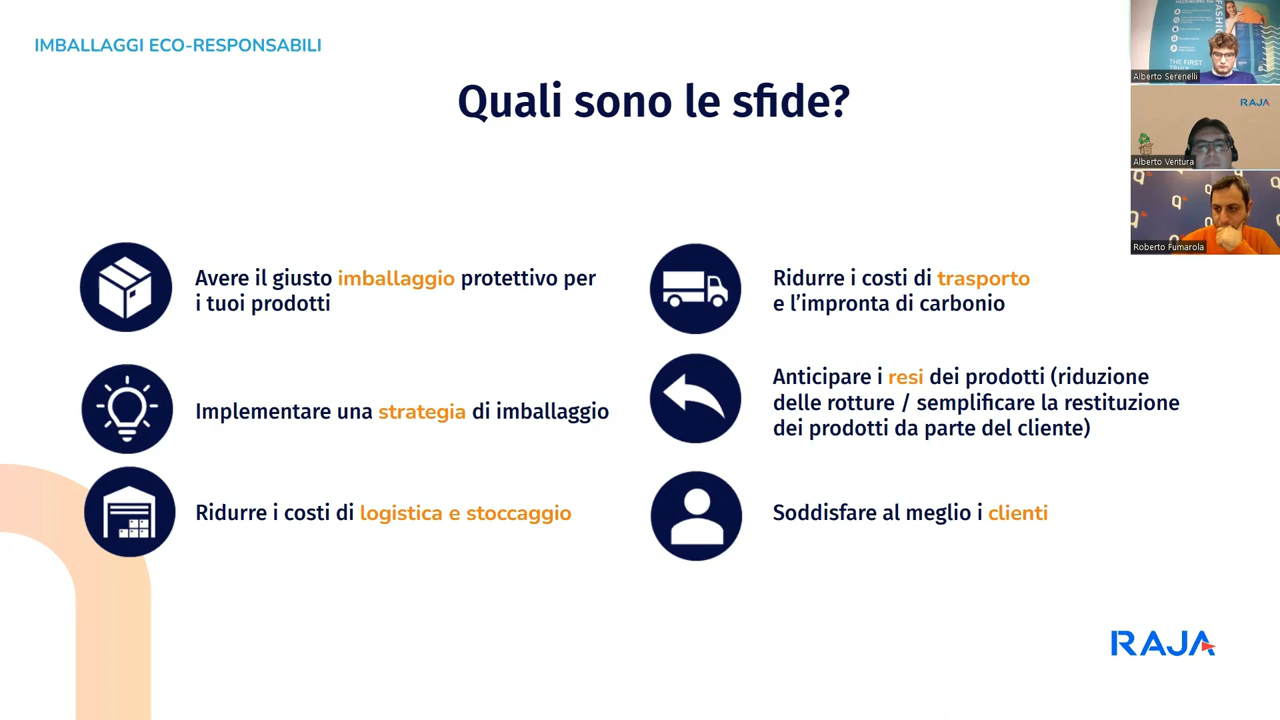 IMBALLAGGI ECO-RESPONSABILI
Quali sono le sfide?
Avere il giusto imballaggio protettivo per
i tuoi prodotti
Implementare una strategia di imballaggio
Ridurre i costi di logistica e stoccaggio
Ridurre i costi di trasporto
e l’impronta di carbonio
Anticipare i resi dei prodotti (riduzione
delle rotture / semplificare la restituzione
dei prodotti da parte del cliente)
Soddisfare al meglio i clienti
RAJA
FASHION
THE FIRST
Alberto Serenelli
RAJA
Alberto Ventura
Roberto Fumarola